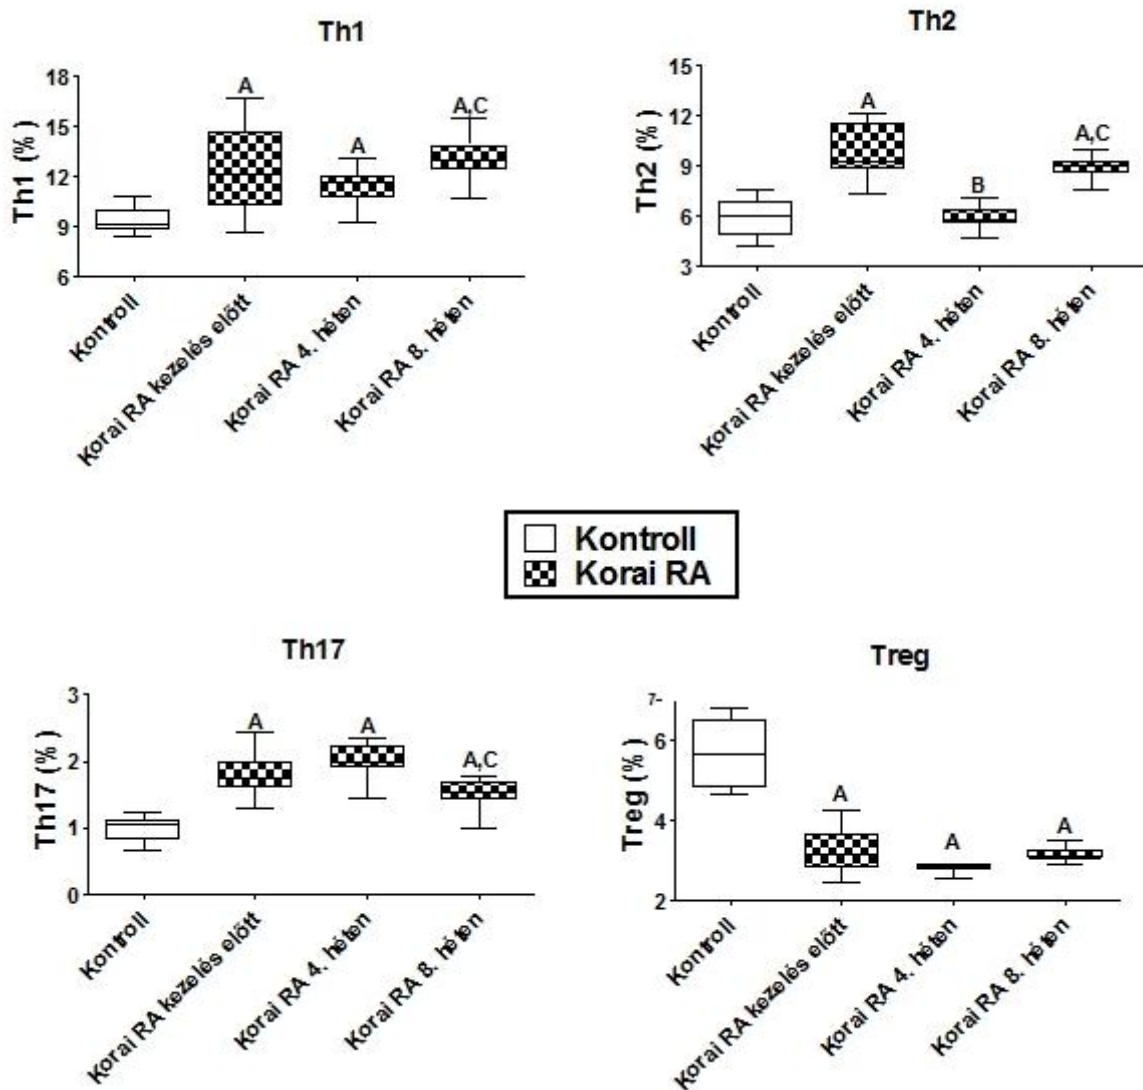 Th1
Th1 (%)
18
15
12
9
6
A
A
A,C
Kontroll
Korai RA kezelés előtt
Korai RA 4. héten
Korai RA 8. héten
Th2
Th2 (%)
15
12
9
6
3
A
B
A,C
Kontroll
Korai RA kezelés előtt
Korai RA 4. héten
Korai RA 8. héten
Kontroll
Korai RA
Th17
Th17 (%)
3
2
1
0
A
A
A,C
Kontroll
Korai RA kezelés előtt
Korai RA 4. héten
Korai RA 8. héten
Treg
Treg (%)
7-
6
4
2
A
A
A
Kontroll
Korai RA kezelés előtt
Korai RA 4. héten
Korai RA 8. héten